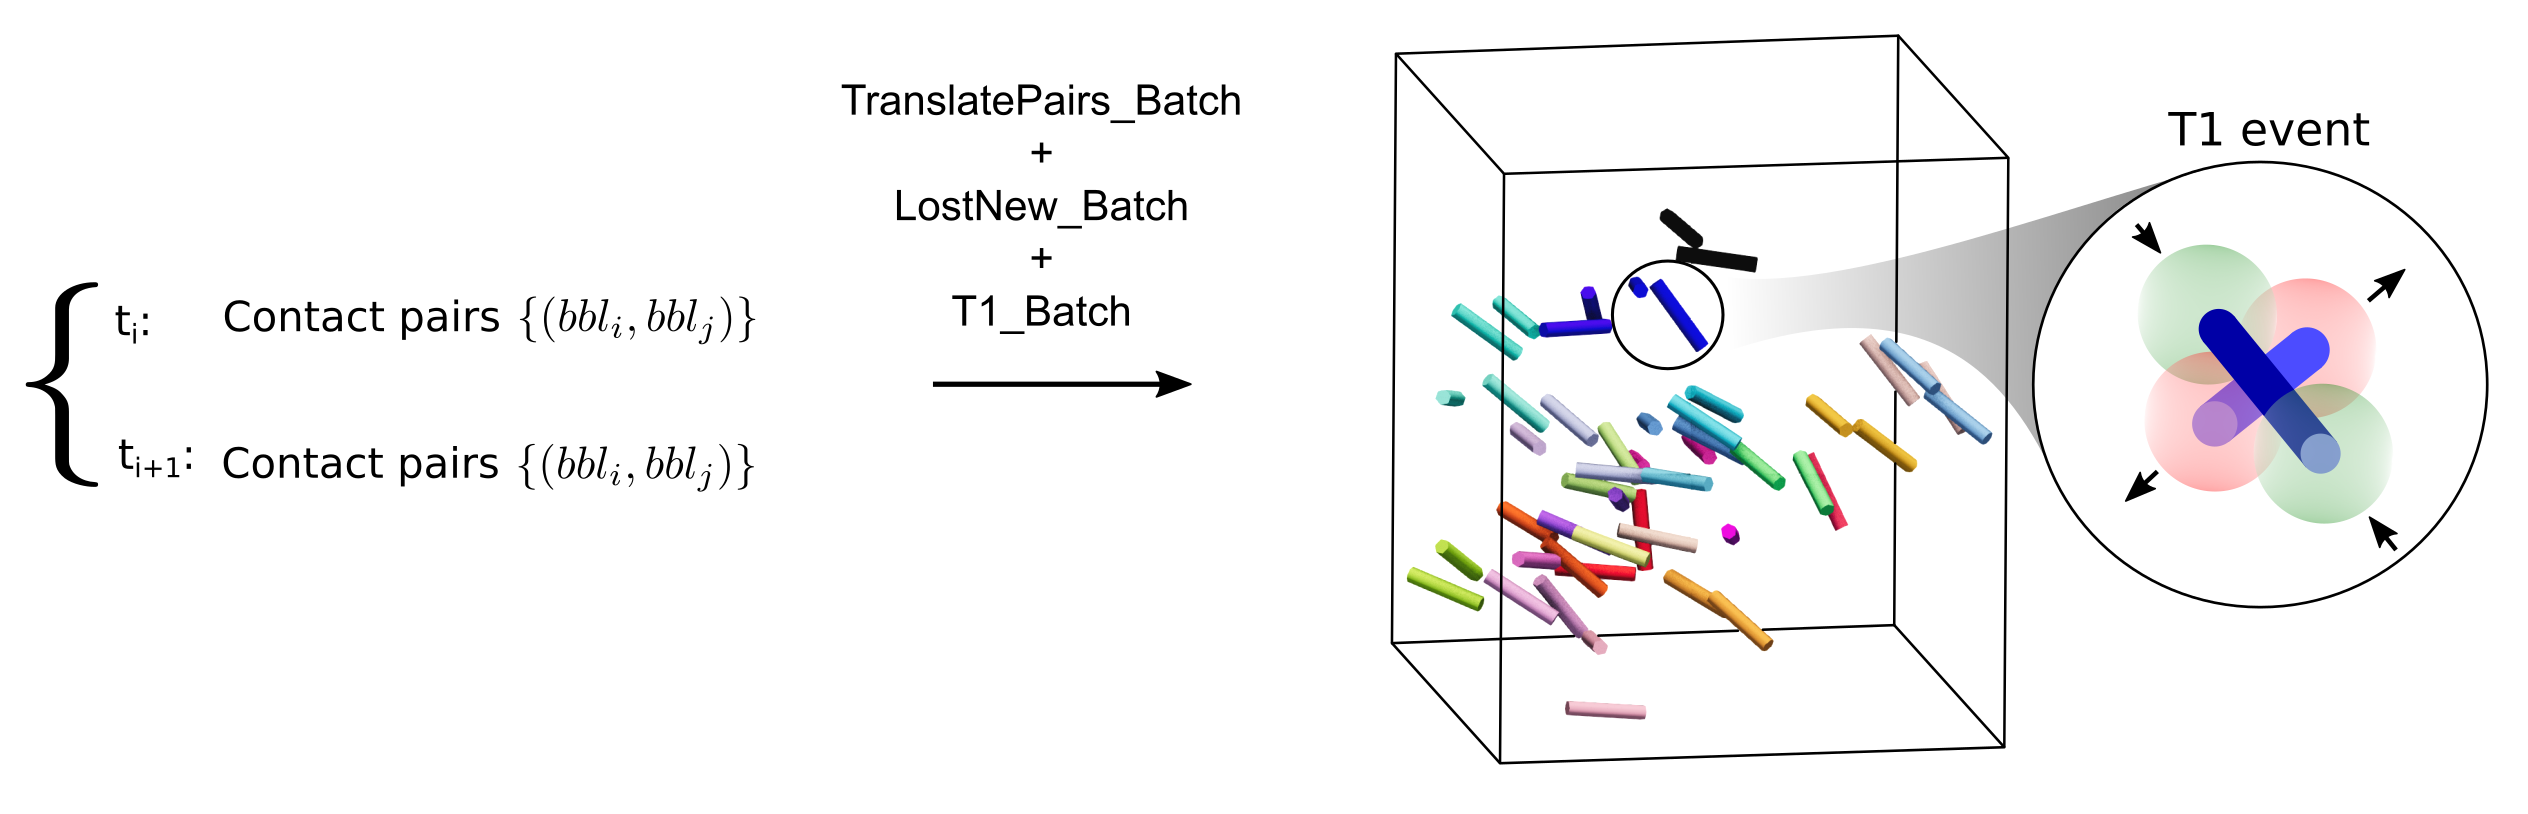 TranslatePairs_Batch
+
LostNew_Batch
+
T1_Batch
t_i: Contact pairs {(bbl_i, bbl_j)}
t_{i+1}: Contact pairs {(bbl_i, bbl_j)}
T1 event